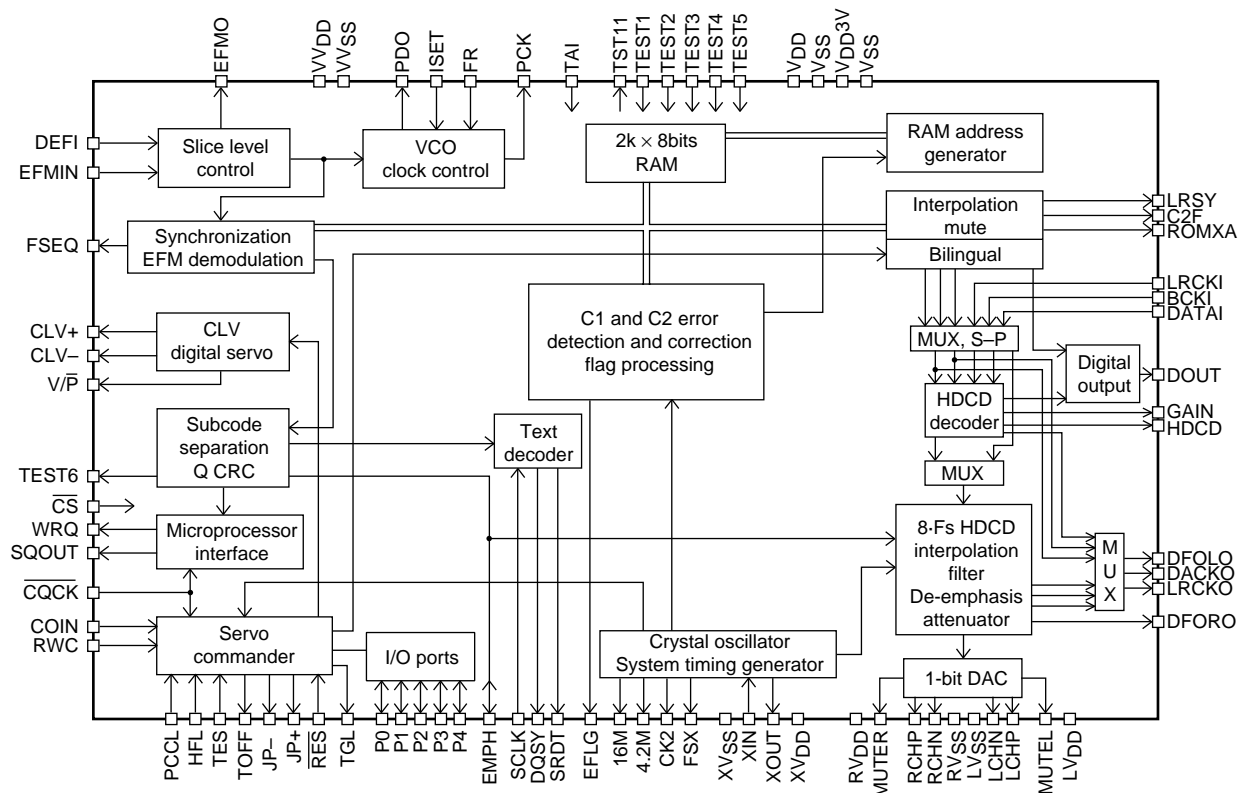 EFMO
VVDD
VVSS
PDO
ISET
FR
PCK
TAI
TST11
TEST1
TEST2
TEST3
TEST4
TEST5
VDD
VSS
VDD3V
VSS
DEFI
EFMIN
Slice level
control
VCO
clock control
2k × 8bits
RAM
RAM address
generator
FSEQ
Synchronization
EFM demodulation
Interpolation
mute
Bilingual
LRSY
C2F
ROMXA
LRCKI
BCKI
DATAI
CLV+
CLV–
V/P̅
CLV
digital servo
C1 and C2 error
detection and correction
flag processing
MUX, S–P
Digital
output
DOUT
HDCD
decoder
GAIN
HDCD
Subcode
separation
Q CRC
Text
decoder
MUX
TEST6
C̅S̅
WRQ
SQOUT
Microprocessor
interface
8·Fs HDCD
interpolation
filter
De-emphasis
attenuator
M
U
X
DFOLO
DACKO
LRCKO
DFORO
C̅Q̅C̅K̅
COIN
RWC
Servo
commander
I/O ports
Crystal oscillator
System timing generator
1-bit DAC
PCCL
HFL
TES
TOFF
JP–
JP+
R̅E̅S̅
TGL
P0
P1
P2
P3
P4
EMPH
SCLK
DQSY
SRDT
EFLG
16M
4.2M
CK2
FSX
XVSS
XIN
XOUT
XVDD
RVDD
MUTER
RCHP
RCHN
RVSS
LVSS
LCHN
LCHP
MUTEL
LVDD